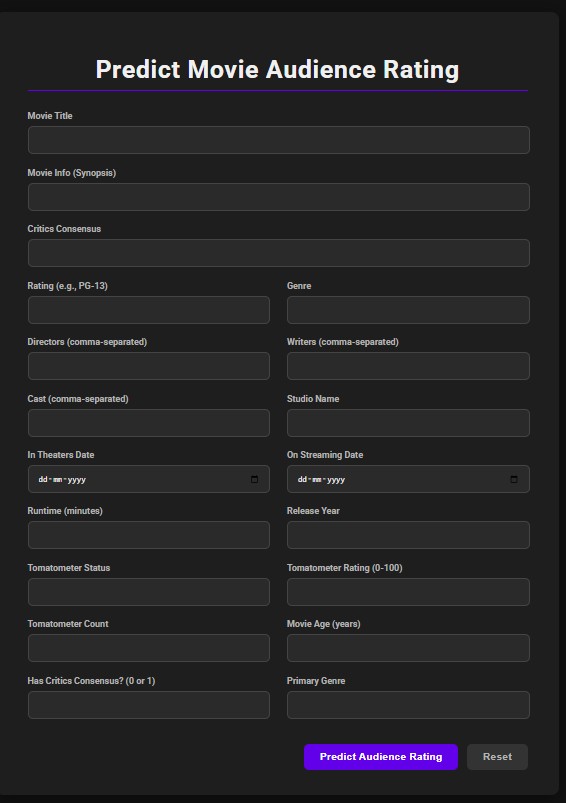 Predict Movie Audience Rating
Movie Title
Movie Info (Synopsis)
Critics Consensus
Rating (e.g., PG-13) Genre
Directors (comma-separated) Writers (comma-separated)
Cast (comma-separated) Studio Name
In Theaters Date On Streaming Date
dd-mm-yyyy dd-mm-yyyy
Runtime (minutes) Release Year
Tomatometer Status Tomatometer Rating (0-100)
Tomatometer Count Movie Age (years)
Has Critics Consensus? (0 or 1) Primary Genre
Predict Audience Rating Reset